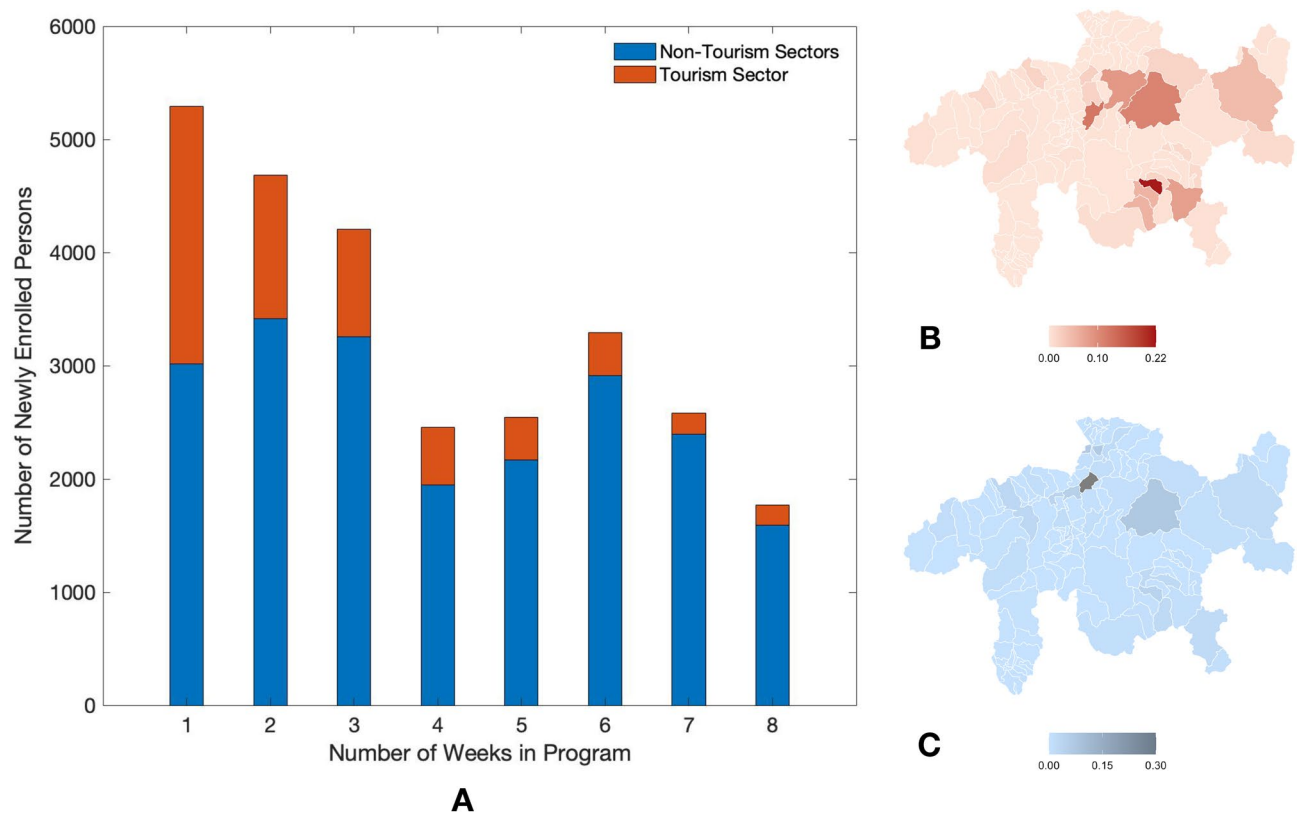 6000
5000
4000
3000
2000
1000
0
Number of Newly Enrolled Persons
Non-Tourism Sectors
Tourism Sector
1 2 3 4 5 6 7 8
Number of Weeks in Program
A
B
0.00 0.10 0.22
C
0.00 0.15 0.30